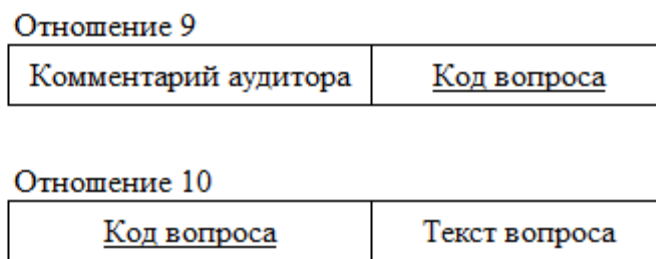 Отношение 9
Комментарий аудитора Код вопроса
Отношение 10
Код вопроса Текст вопроса